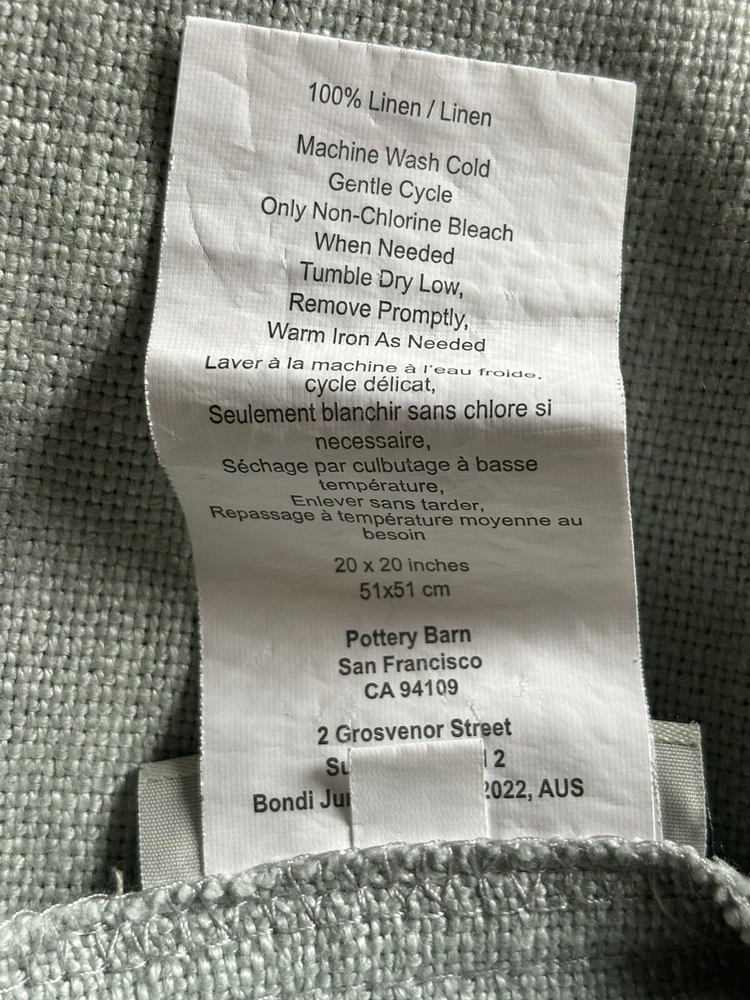 100% Linen / Linen
Machine Wash Cold
Gentle Cycle
Only Non-Chlorine Bleach
When Needed
Tumble Dry Low,
Remove Promptly,
Warm Iron As Needed
Laver à la machine à l'eau froide.
cycle délicat,
Seulement blanchir sans chlore si
necessaire,
Séchage par culbutage à basse
température,
Enlever sans tarder,
Repassage à température moyenne au
besoin
20 x 20 inches
51x51 cm
Pottery Barn
San Francisco
CA 94109
2 Grosvenor Street
2
Bondi 2022, AUS